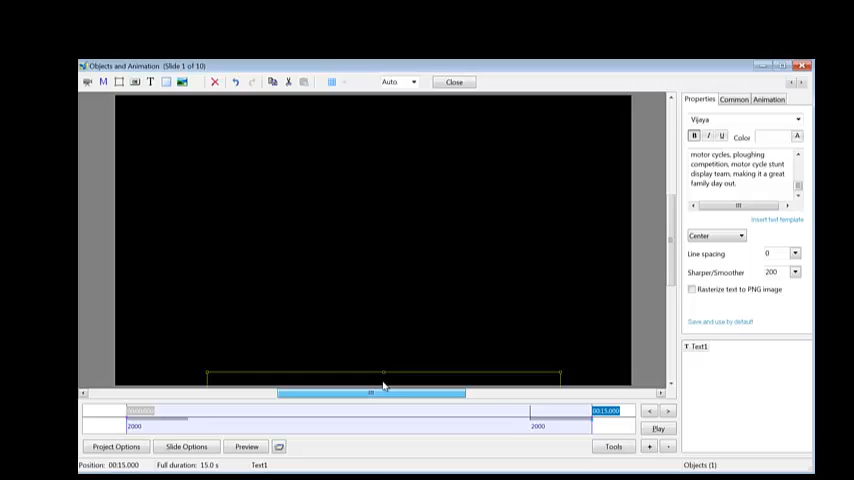 Objects and Animation (Slide 1 of 10)
M T Auto Close
Properties Common Animation
Vijaya
B I U Color A
motor cycles, ploughing
competition, motor cycle stunt
display team, making it a great
family day out.
Insert text template
Center
Line spacing 0
Sharper/Smoother 200
Rasterize text to PNG image
Save and use by default
T Text1
00:00.000 00:15.000 < >
2000 2000 Play
Project Options Slide Options Preview Tools + -
Position: 00:15.000 Full duration: 15.0 s Text1 Objects (1)